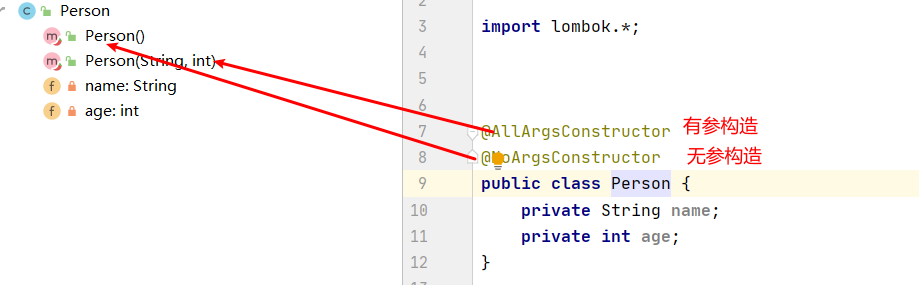 Person
m Person()
m Person(String, int)
f name: String
f age: int
2
3 import lombok.*;
4
5
6
7 @AllArgsConstructor 有参构造
8 @NoArgsConstructor 无参构造
9 public class Person {
10 private String name;
11 private int age;
12 }